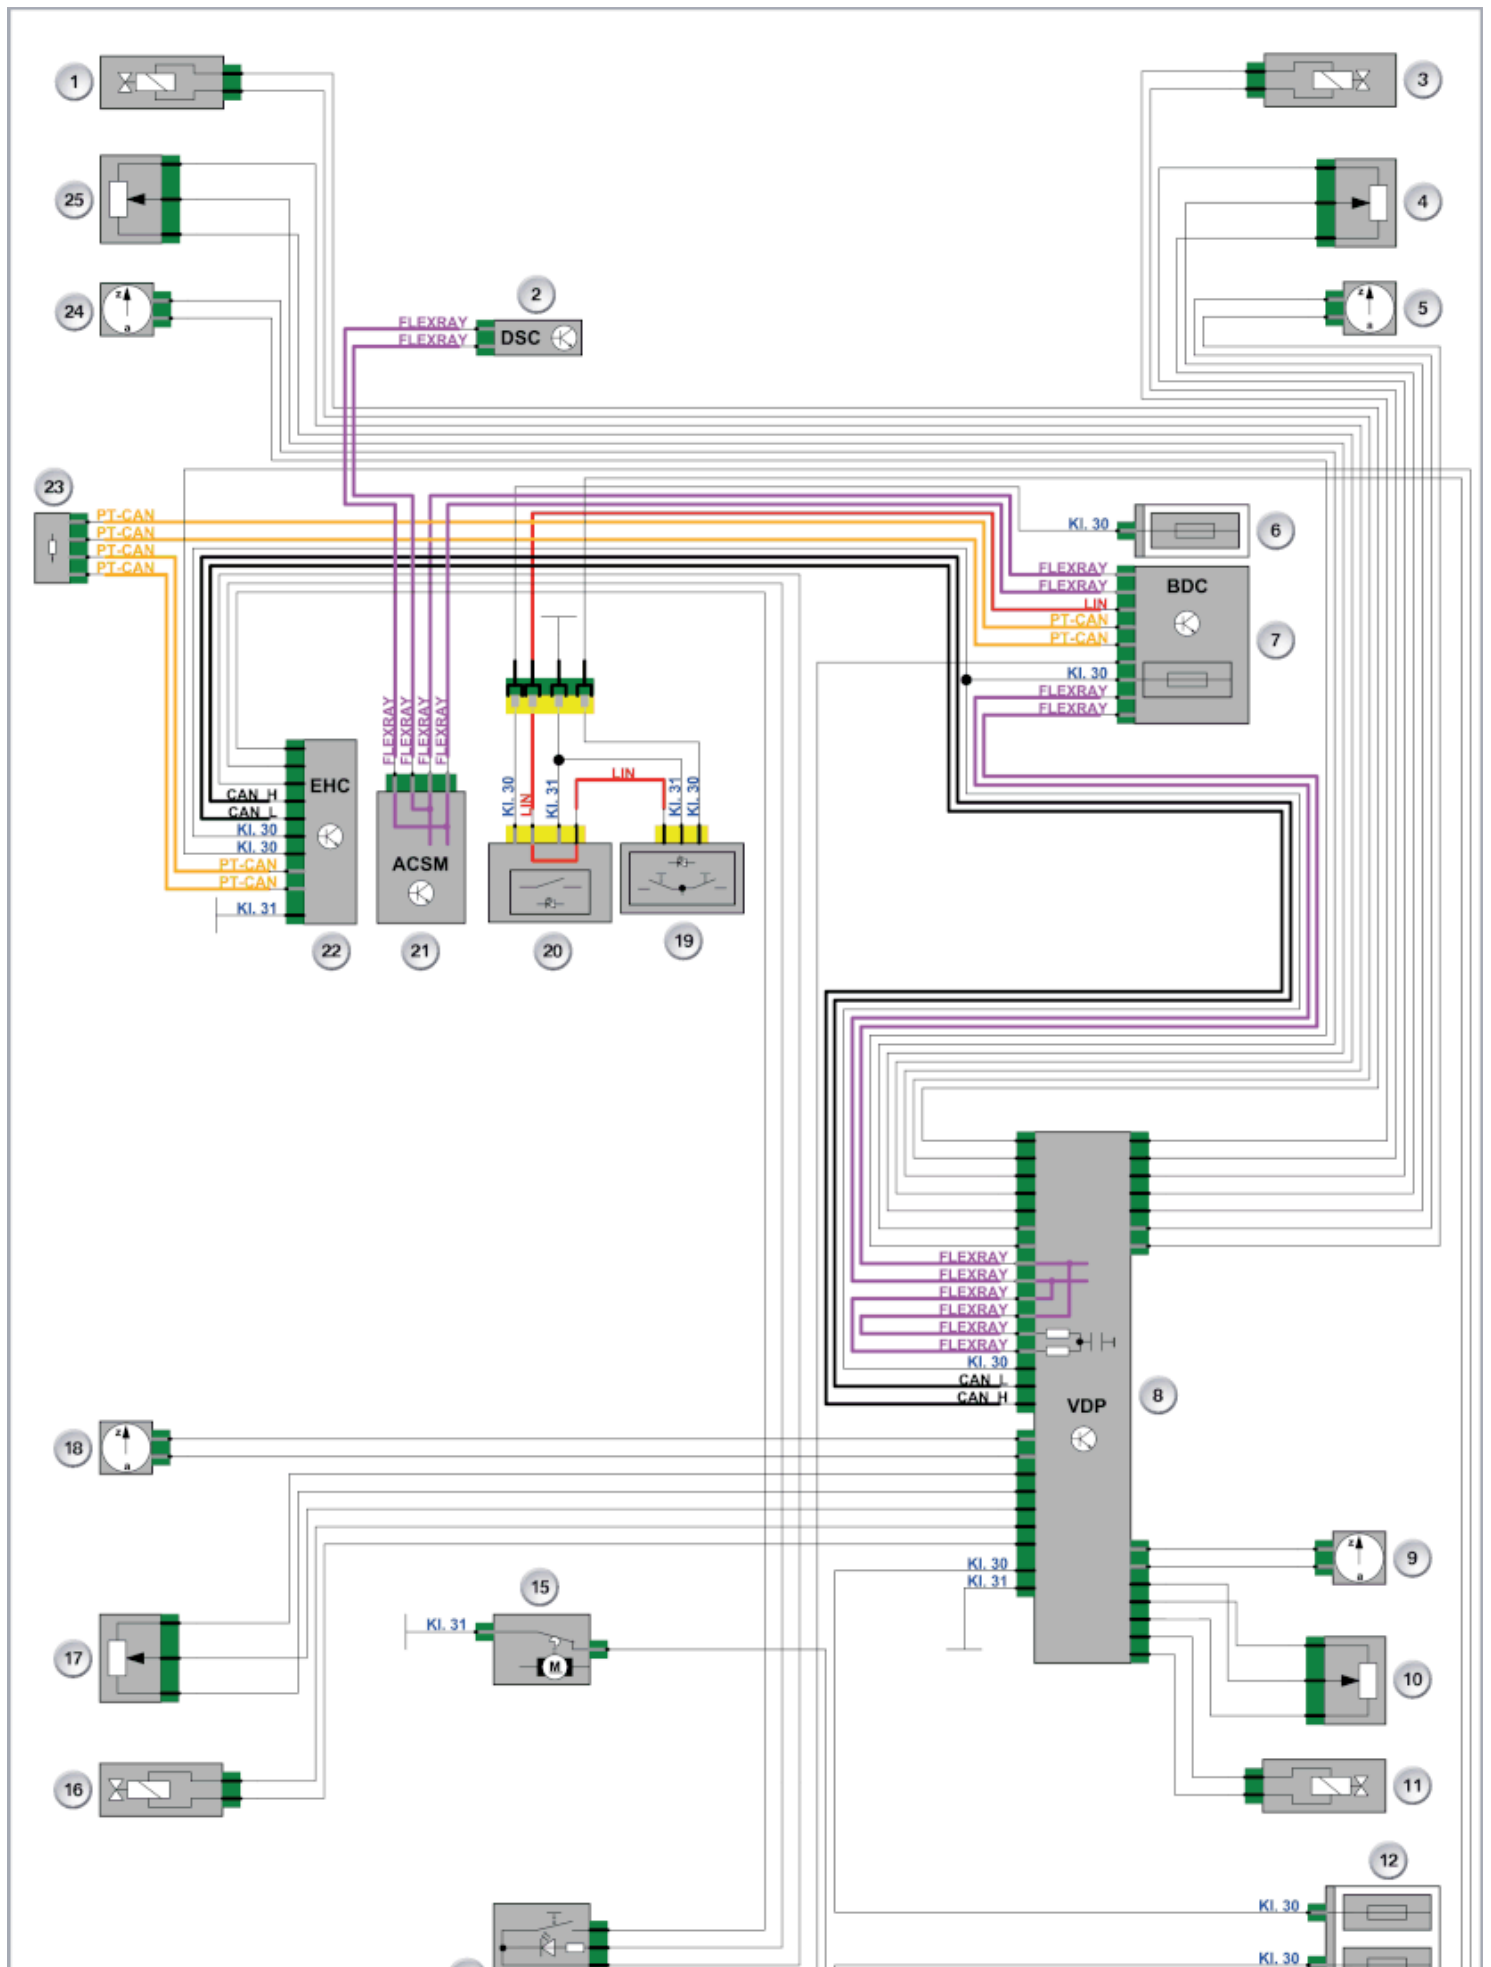 1
3
25
4
24
z
a
2
5
z
a
FLEXRAY
FLEXRAY
DSC
23
PT-CAN
PT-CAN
PT-CAN
PT-CAN
Kl. 30
6
FLEXRAY
FLEXRAY
LIN
PT-CAN
PT-CAN
Kl. 30
FLEXRAY
FLEXRAY
BDC
7
FLEXRAY
FLEXRAY
FLEXRAY
FLEXRAY
EHC
CAN_H
CAN_L
Kl. 30
Kl. 30
PT-CAN
PT-CAN
Kl. 31
ACSM
Kl. 30
LIN
Kl. 31
LIN
Kl. 31
Kl. 30
22
21
20
19
FLEXRAY
FLEXRAY
FLEXRAY
FLEXRAY
FLEXRAY
FLEXRAY
Kl. 30
CAN_L
CAN_H
VDP
8
18
z
a
Kl. 30
Kl. 31
z
a
9
15
Kl. 31
M
17
10
16
11
12
Kl. 30
Kl. 30